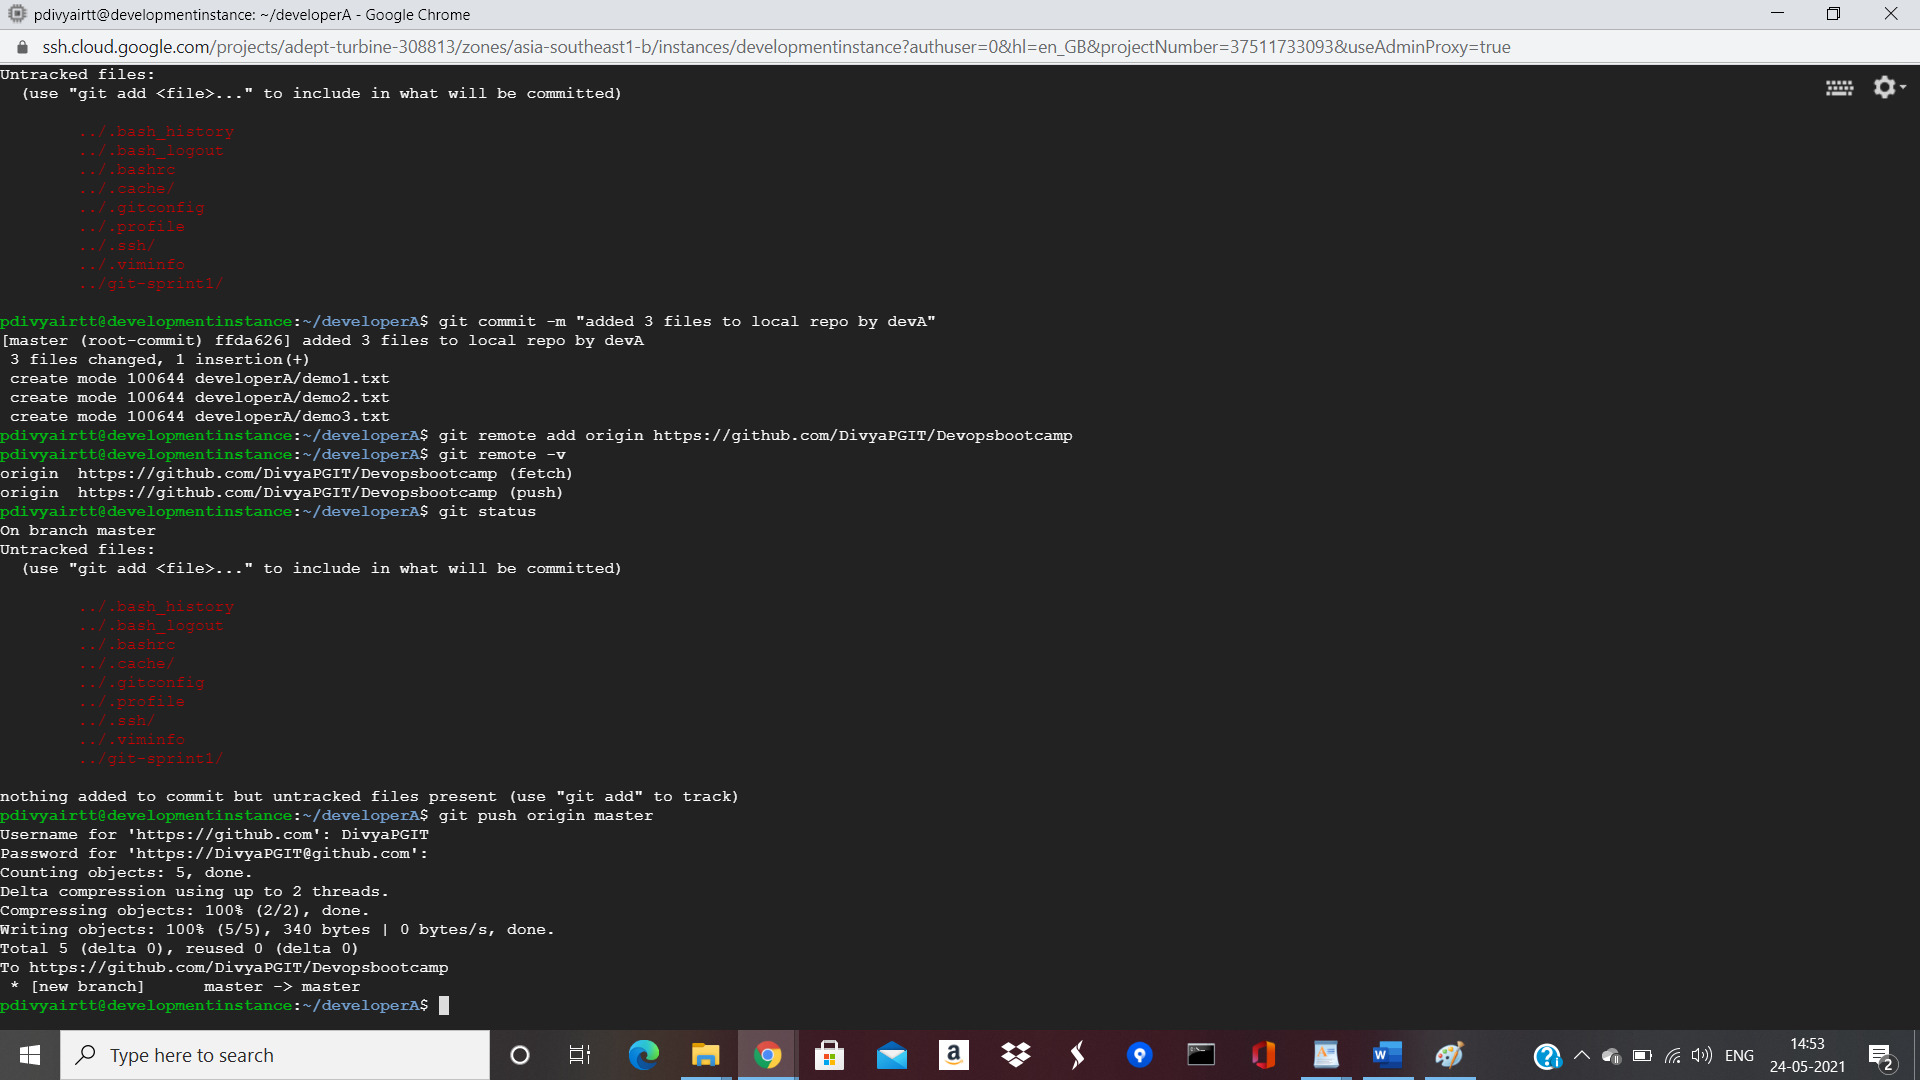 pdivyairtt@developmentinstance: ~/developerA - Google Chrome
ssh.cloud.google.com/projects/adept-turbine-308813/zones/asia-southeast1-b/instances/developmentinstance?authuser=0&hl=en_GB&projectNumber=37511733093&useAdminProxy=true
Untracked files:
  (use "git add <file>..." to include in what will be committed)
../.bash_history
../.bash_logout
../.bashrc
../.cache/
../.gitconfig
../.profile
../.ssh/
../.viminfo
../git-sprint1/
pdivyairtt@developmentinstance:~/developerA$ git commit -m "added 3 files to local repo by devA"
[master (root-commit) ffda626] added 3 files to local repo by devA
 3 files changed, 1 insertion(+)
 create mode 100644 developerA/demo1.txt
 create mode 100644 developerA/demo2.txt
 create mode 100644 developerA/demo3.txt
pdivyairtt@developmentinstance:~/developerA$ git remote add origin https://github.com/DivyaPGIT/Devopsbootcamp
pdivyairtt@developmentinstance:~/developerA$ git remote -v
origin  https://github.com/DivyaPGIT/Devopsbootcamp (fetch)
origin  https://github.com/DivyaPGIT/Devopsbootcamp (push)
pdivyairtt@developmentinstance:~/developerA$ git status
On branch master
Untracked files:
  (use "git add <file>..." to include in what will be committed)
../.bash_history
../.bash_logout
../.bashrc
../.cache/
../.gitconfig
../.profile
../.ssh/
../.viminfo
../git-sprint1/
nothing added to commit but untracked files present (use "git add" to track)
pdivyairtt@developmentinstance:~/developerA$ git push origin master
Username for 'https://github.com': DivyaPGIT
Password for 'https://DivyaPGIT@github.com':
Counting objects: 5, done.
Delta compression using up to 2 threads.
Compressing objects: 100% (2/2), done.
Writing objects: 100% (5/5), 340 bytes | 0 bytes/s, done.
Total 5 (delta 0), reused 0 (delta 0)
To https://github.com/DivyaPGIT/Devopsbootcamp
 * [new branch]      master -> master
pdivyairtt@developmentinstance:~/developerA$
Type here to search
ENG
14:53
24-05-2021
2